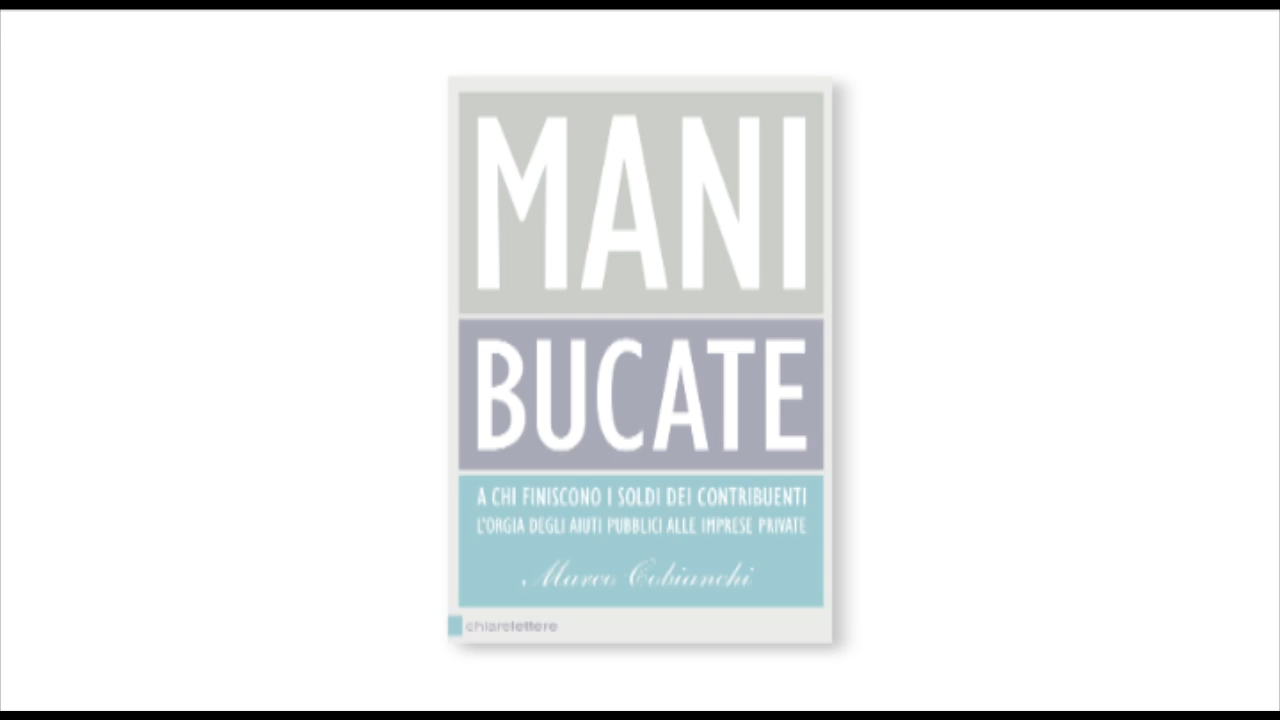 MANI
BUCATE
A CHI FINISCONO I SOLDI DEI CONTRIBUENTI
L'ORGIA DEGLI AIUTI PUBBLICI ALLE IMPRESE PRIVATE
Marco Cobianchi
chiarelettere